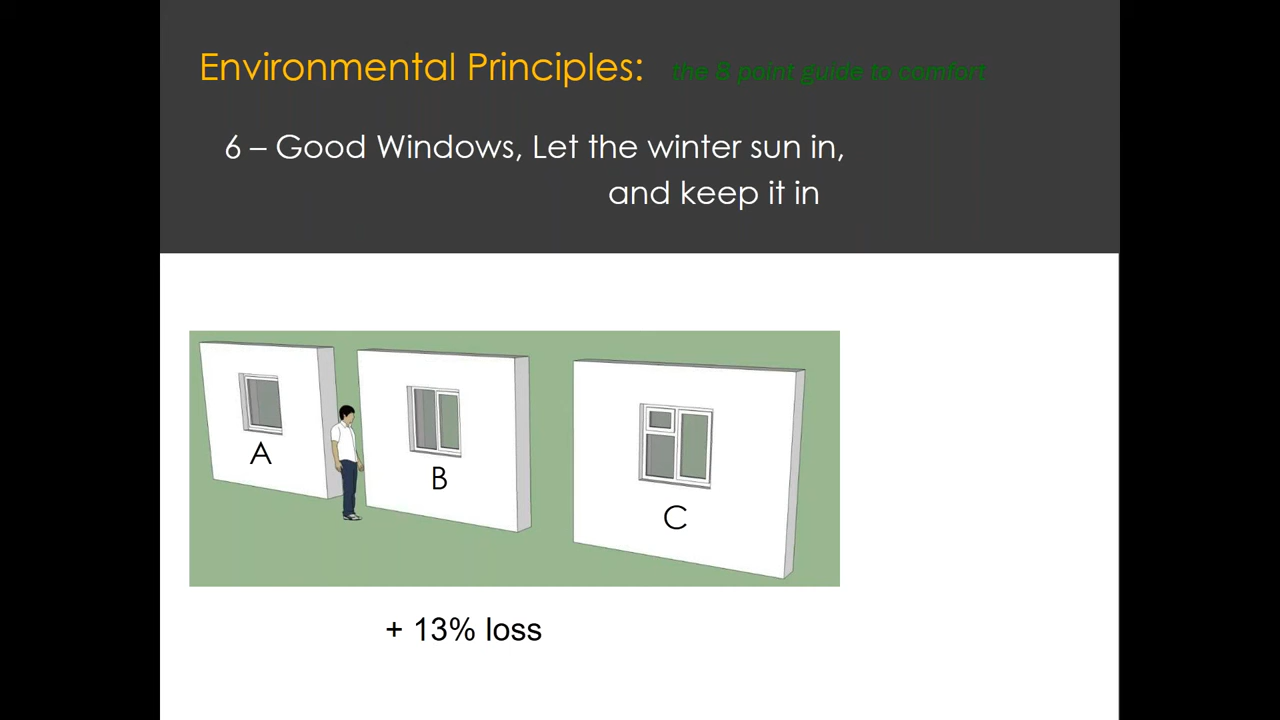 Environmental Principles: the 8 point guide to comfort
6 – Good Windows, Let the winter sun in,
and keep it in
A
B
C
+ 13% loss